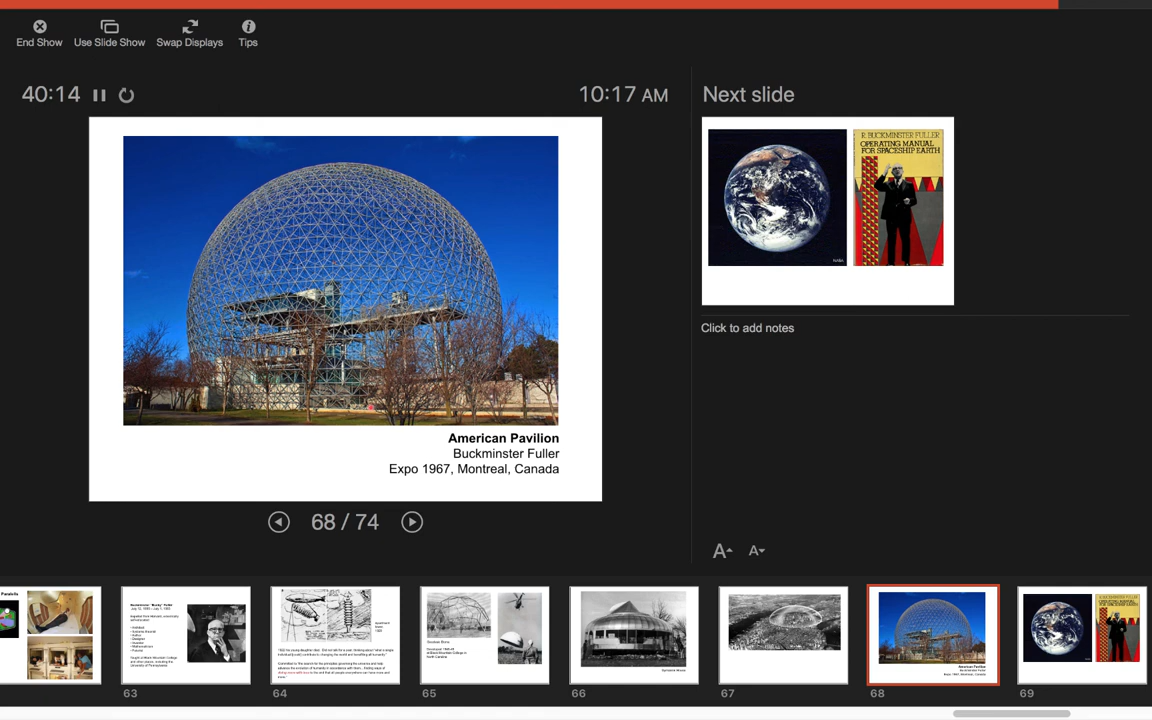 End Show
Use Slide Show
Swap Displays
Tips
40:14
10:17 AM
Next slide
R. BUCKMINSTER FULLER
OPERATING MANUAL
FOR SPACESHIP EARTH
NASA
American Pavilion
Buckminster Fuller
Expo 1967, Montreal, Canada
Click to add notes
68 / 74
A
A
63
64
65
66
67
68
69